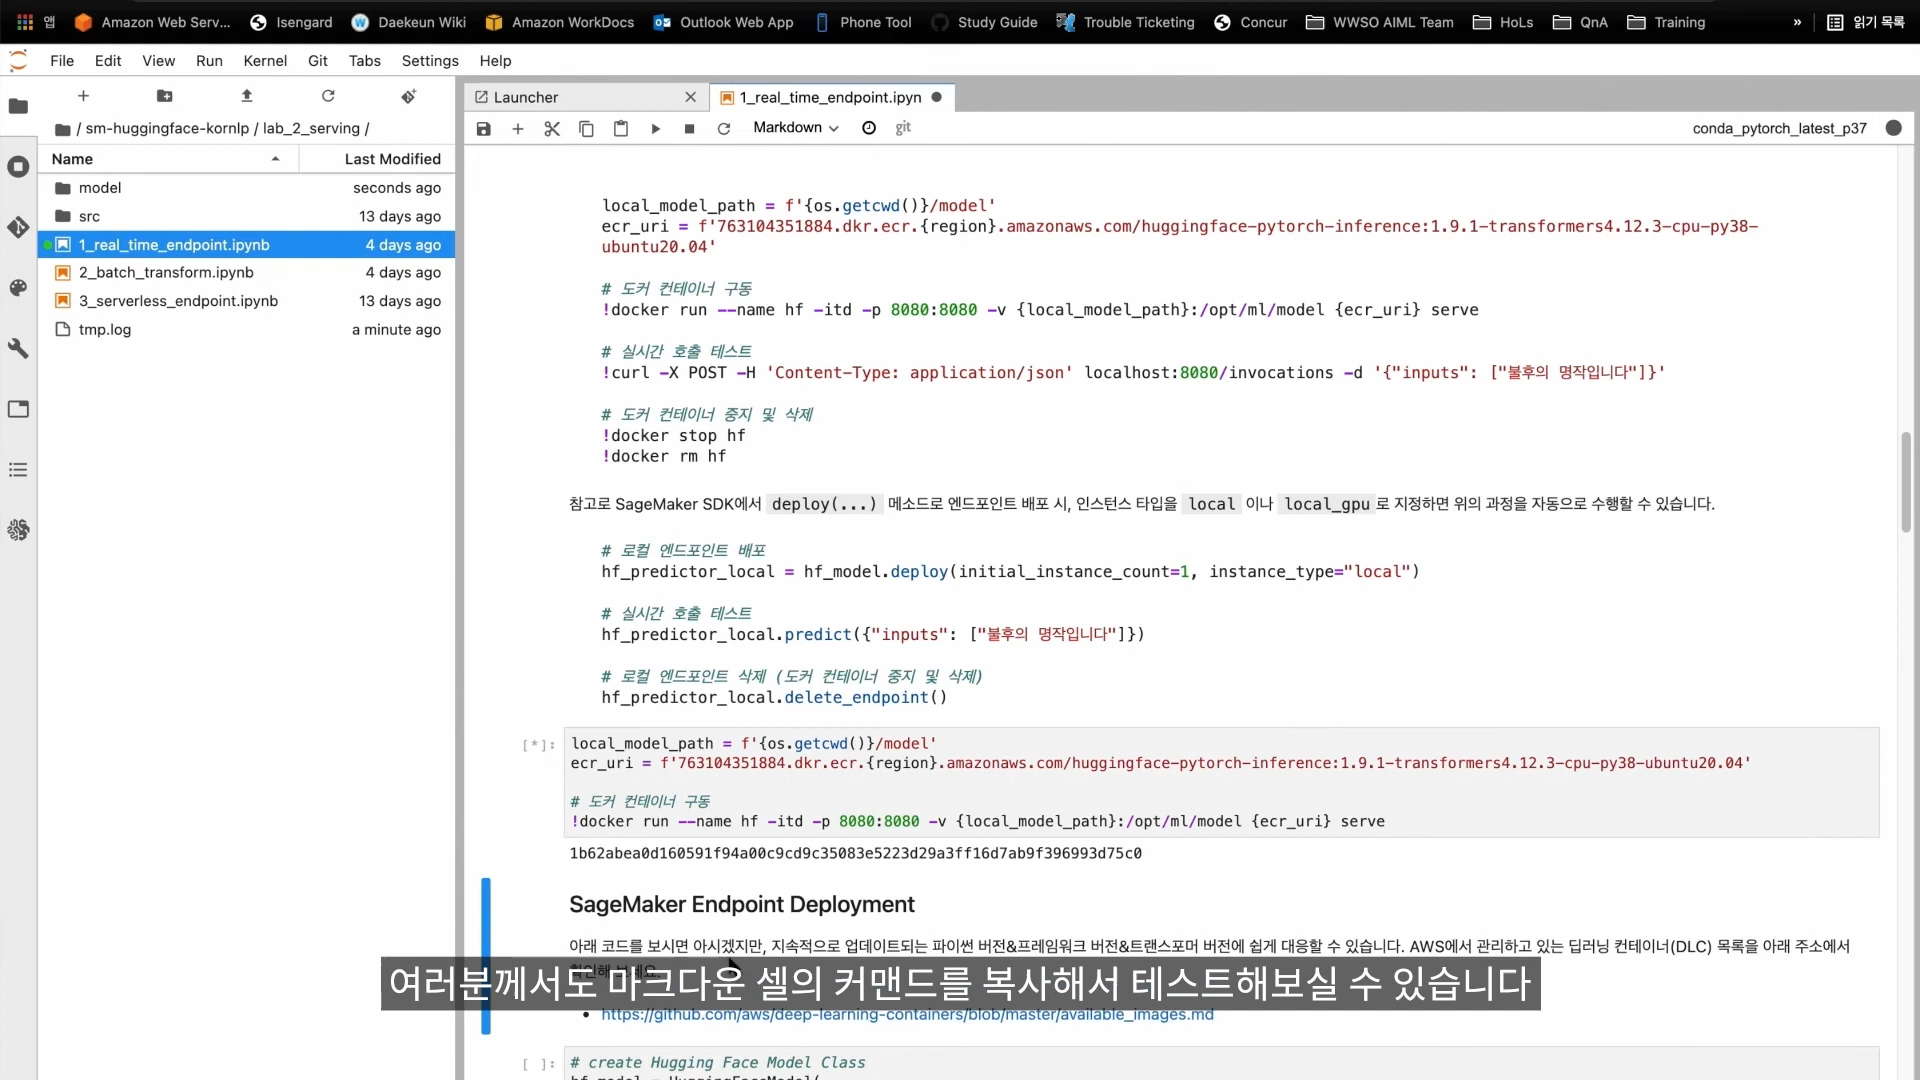 앱
Amazon Web Serv...
Isengard
Daekeun Wiki
Amazon WorkDocs
Outlook Web App
Phone Tool
Study Guide
Trouble Ticketing
Concur
WWSO AIML Team
HoLs
QnA
Training
»
읽기 목록
File Edit View Run Kernel Git Tabs Settings Help
Launcher
1_real_time_endpoint.ipyn
/ sm-huggingface-kornlp / lab_2_serving /
Markdown
git
conda_pytorch_latest_p37
Name Last Modified
model seconds ago
src 13 days ago
1_real_time_endpoint.ipynb 4 days ago
2_batch_transform.ipynb 4 days ago
3_serverless_endpoint.ipynb 13 days ago
tmp.log a minute ago
local_model_path = f'{os.getcwd()}/model'
ecr_uri = f'763104351884.dkr.ecr.{region}.amazonaws.com/huggingface-pytorch-inference:1.9.1-transformers4.12.3-cpu-py38-
ubuntu20.04'
# 도커 컨테이너 구동
!docker run --name hf -itd -p 8080:8080 -v {local_model_path}:/opt/ml/model {ecr_uri} serve
# 실시간 호출 테스트
!curl -X POST -H 'Content-Type: application/json' localhost:8080/invocations -d '{"inputs": ["불후의 명작입니다"]}'
# 도커 컨테이너 중지 및 삭제
!docker stop hf
!docker rm hf
참고로 SageMaker SDK에서 deploy(...) 메소드로 엔드포인트 배포 시, 인스턴스 타입을 local 이나 local_gpu 로 지정하면 위의 과정을 자동으로 수행할 수 있습니다.
# 로컬 엔드포인트 배포
hf_predictor_local = hf_model.deploy(initial_instance_count=1, instance_type="local")
# 실시간 호출 테스트
hf_predictor_local.predict({"inputs": ["불후의 명작입니다"]})
# 로컬 엔드포인트 삭제 (도커 컨테이너 중지 및 삭제)
hf_predictor_local.delete_endpoint()
[*]:
local_model_path = f'{os.getcwd()}/model'
ecr_uri = f'763104351884.dkr.ecr.{region}.amazonaws.com/huggingface-pytorch-inference:1.9.1-transformers4.12.3-cpu-py38-ubuntu20.04'
# 도커 컨테이너 구동
!docker run --name hf -itd -p 8080:8080 -v {local_model_path}:/opt/ml/model {ecr_uri} serve
1b62abea0d160591f94a00c9cd9c35083e5223d29a3ff16d7ab9f396993d75c0
SageMaker Endpoint Deployment
아래 코드를 보시면 아시겠지만, 지속적으로 업데이트되는 파이썬 버전&프레임워크 버전&트랜스포머 버전에 쉽게 대응할 수 있습니다. AWS에서 관리하고 있는 딥러닝 컨테이너(DLC) 목록을 아래 주소에서
여러분께서도 마크다운 셀의 커맨드를 복사해서 테스트해보실 수 있습니다
• https://github.com/aws/deep-learning-containers/blob/master/available_images.md
[ ]:
# create Hugging Face Model Class